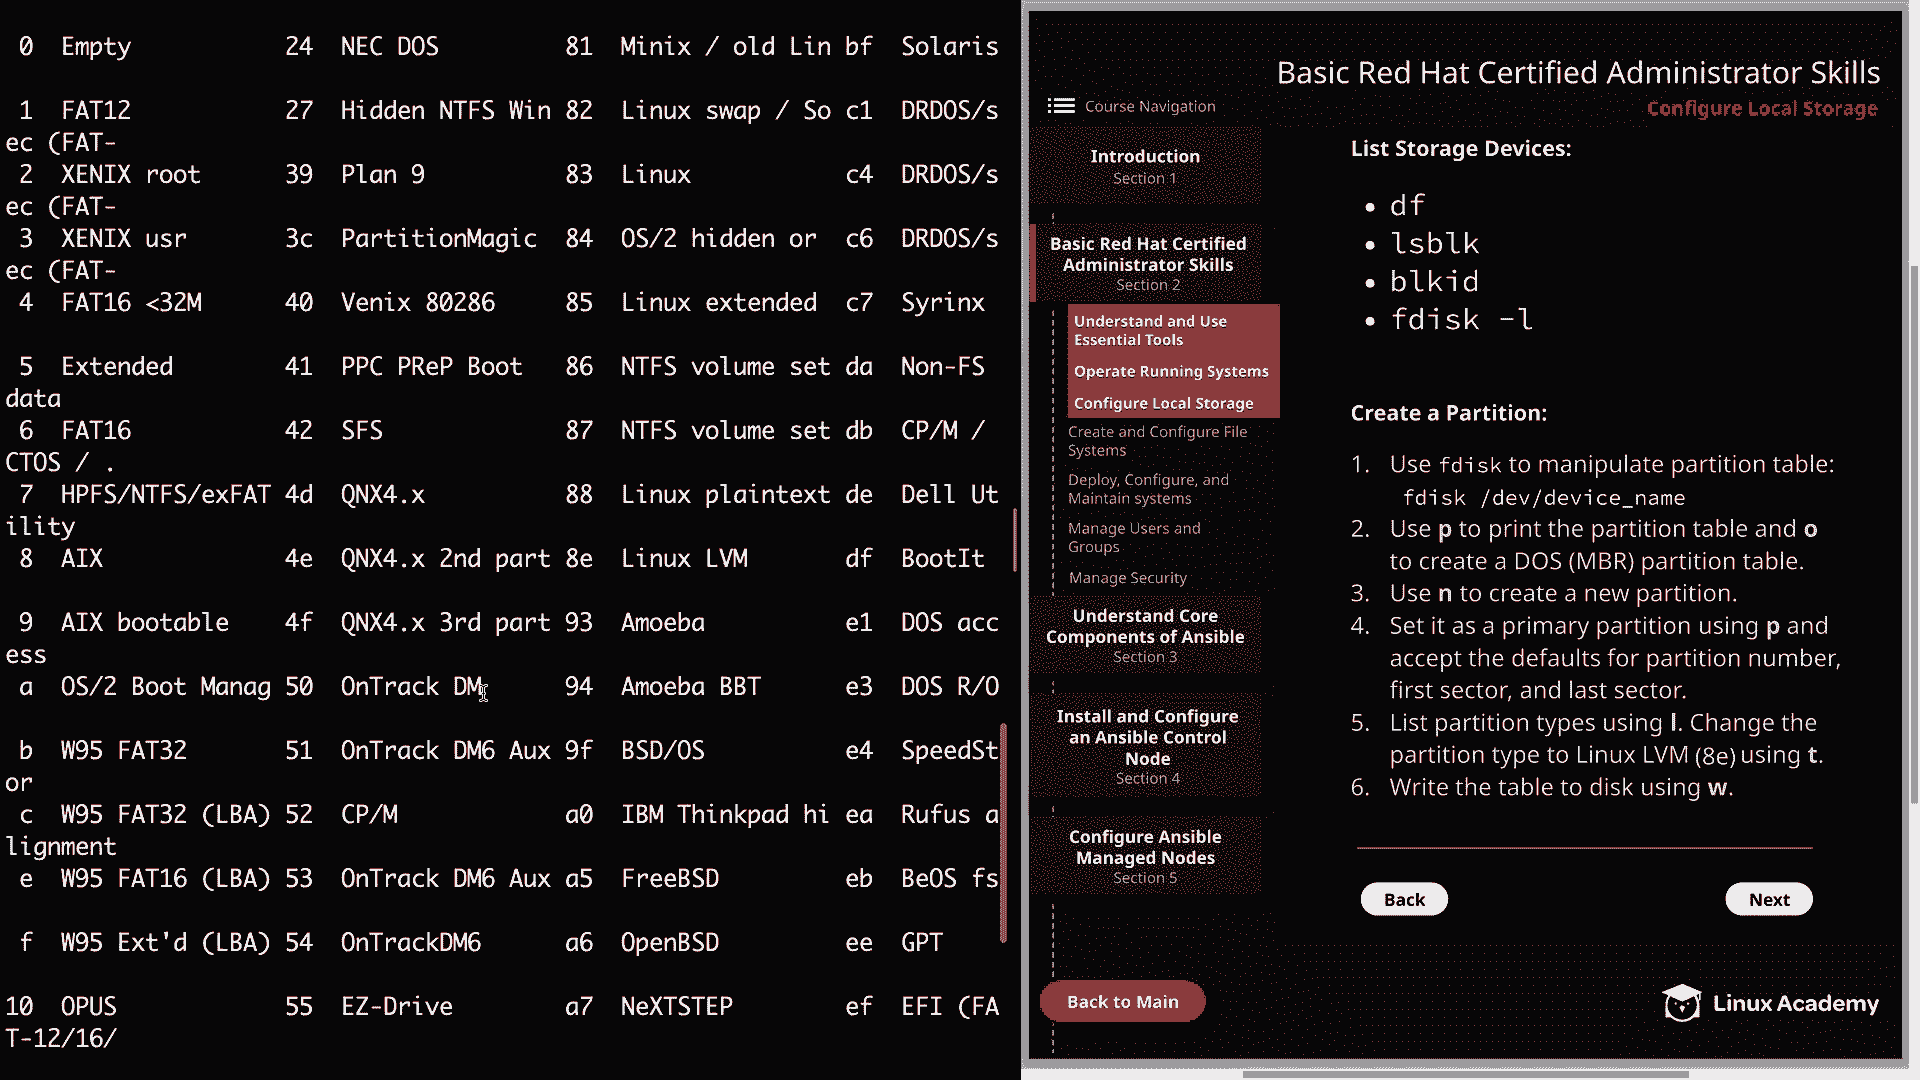 0  Empty  24  NEC DOS  81  Minix / old Lin bf  Solaris
1  FAT12  27  Hidden NTFS Win 82  Linux swap / So c1  DRDOS/s
ec (FAT-
2  XENIX root  39  Plan 9  83  Linux  c4  DRDOS/s
ec (FAT-
3  XENIX usr  3c  PartitionMagic  84  OS/2 hidden or  c6  DRDOS/s
ec (FAT-
4  FAT16 <32M  40  Venix 80286  85  Linux extended  c7  Syrinx
5  Extended  41  PPC PReP Boot  86  NTFS volume set da  Non-FS
data
6  FAT16  42  SFS  87  NTFS volume set db  CP/M /
CTOS / .
7  HPFS/NTFS/exFAT 4d  QNX4.x  88  Linux plaintext de  Dell Ut
ility
8  AIX  4e  QNX4.x 2nd part 8e  Linux LVM  df  BootIt
9  AIX bootable  4f  QNX4.x 3rd part 93  Amoeba  e1  DOS acc
ess
a  OS/2 Boot Manag 50  OnTrack DM  94  Amoeba BBT  e3  DOS R/O
b  W95 FAT32  51  OnTrack DM6 Aux 9f  BSD/OS  e4  SpeedSt
or
c  W95 FAT32 (LBA) 52  CP/M  a0  IBM Thinkpad hi ea  Rufus a
lignment
e  W95 FAT16 (LBA) 53  OnTrack DM6 Aux a5  FreeBSD  eb  BeOS fs
f  W95 Ext'd (LBA) 54  OnTrackDM6  a6  OpenBSD  ee  GPT
10  OPUS  55  EZ-Drive  a7  NeXTSTEP  ef  EFI (FA
T-12/16/
Basic Red Hat Certified Administrator Skills
Configure Local Storage
Course Navigation
Introduction
Section 1
Basic Red Hat Certified
Administrator Skills
Section 2
Understand and Use
Essential Tools
Operate Running Systems
Configure Local Storage
Create and Configure File
Systems
Deploy, Configure, and
Maintain systems
Manage Users and
Groups
Manage Security
Understand Core
Components of Ansible
Section 3
Install and Configure
an Ansible Control
Node
Section 4
Configure Ansible
Managed Nodes
Section 5
Back to Main
List Storage Devices:
• df
• lsblk
• blkid
• fdisk -l
Create a Partition:
1. Use fdisk to manipulate partition table:
fdisk /dev/device_name
2. Use p to print the partition table and o
to create a DOS (MBR) partition table.
3. Use n to create a new partition.
4. Set it as a primary partition using p and
accept the defaults for partition number,
first sector, and last sector.
5. List partition types using l. Change the
partition type to Linux LVM (8e) using t.
6. Write the table to disk using w.
Back
Next
Linux Academy